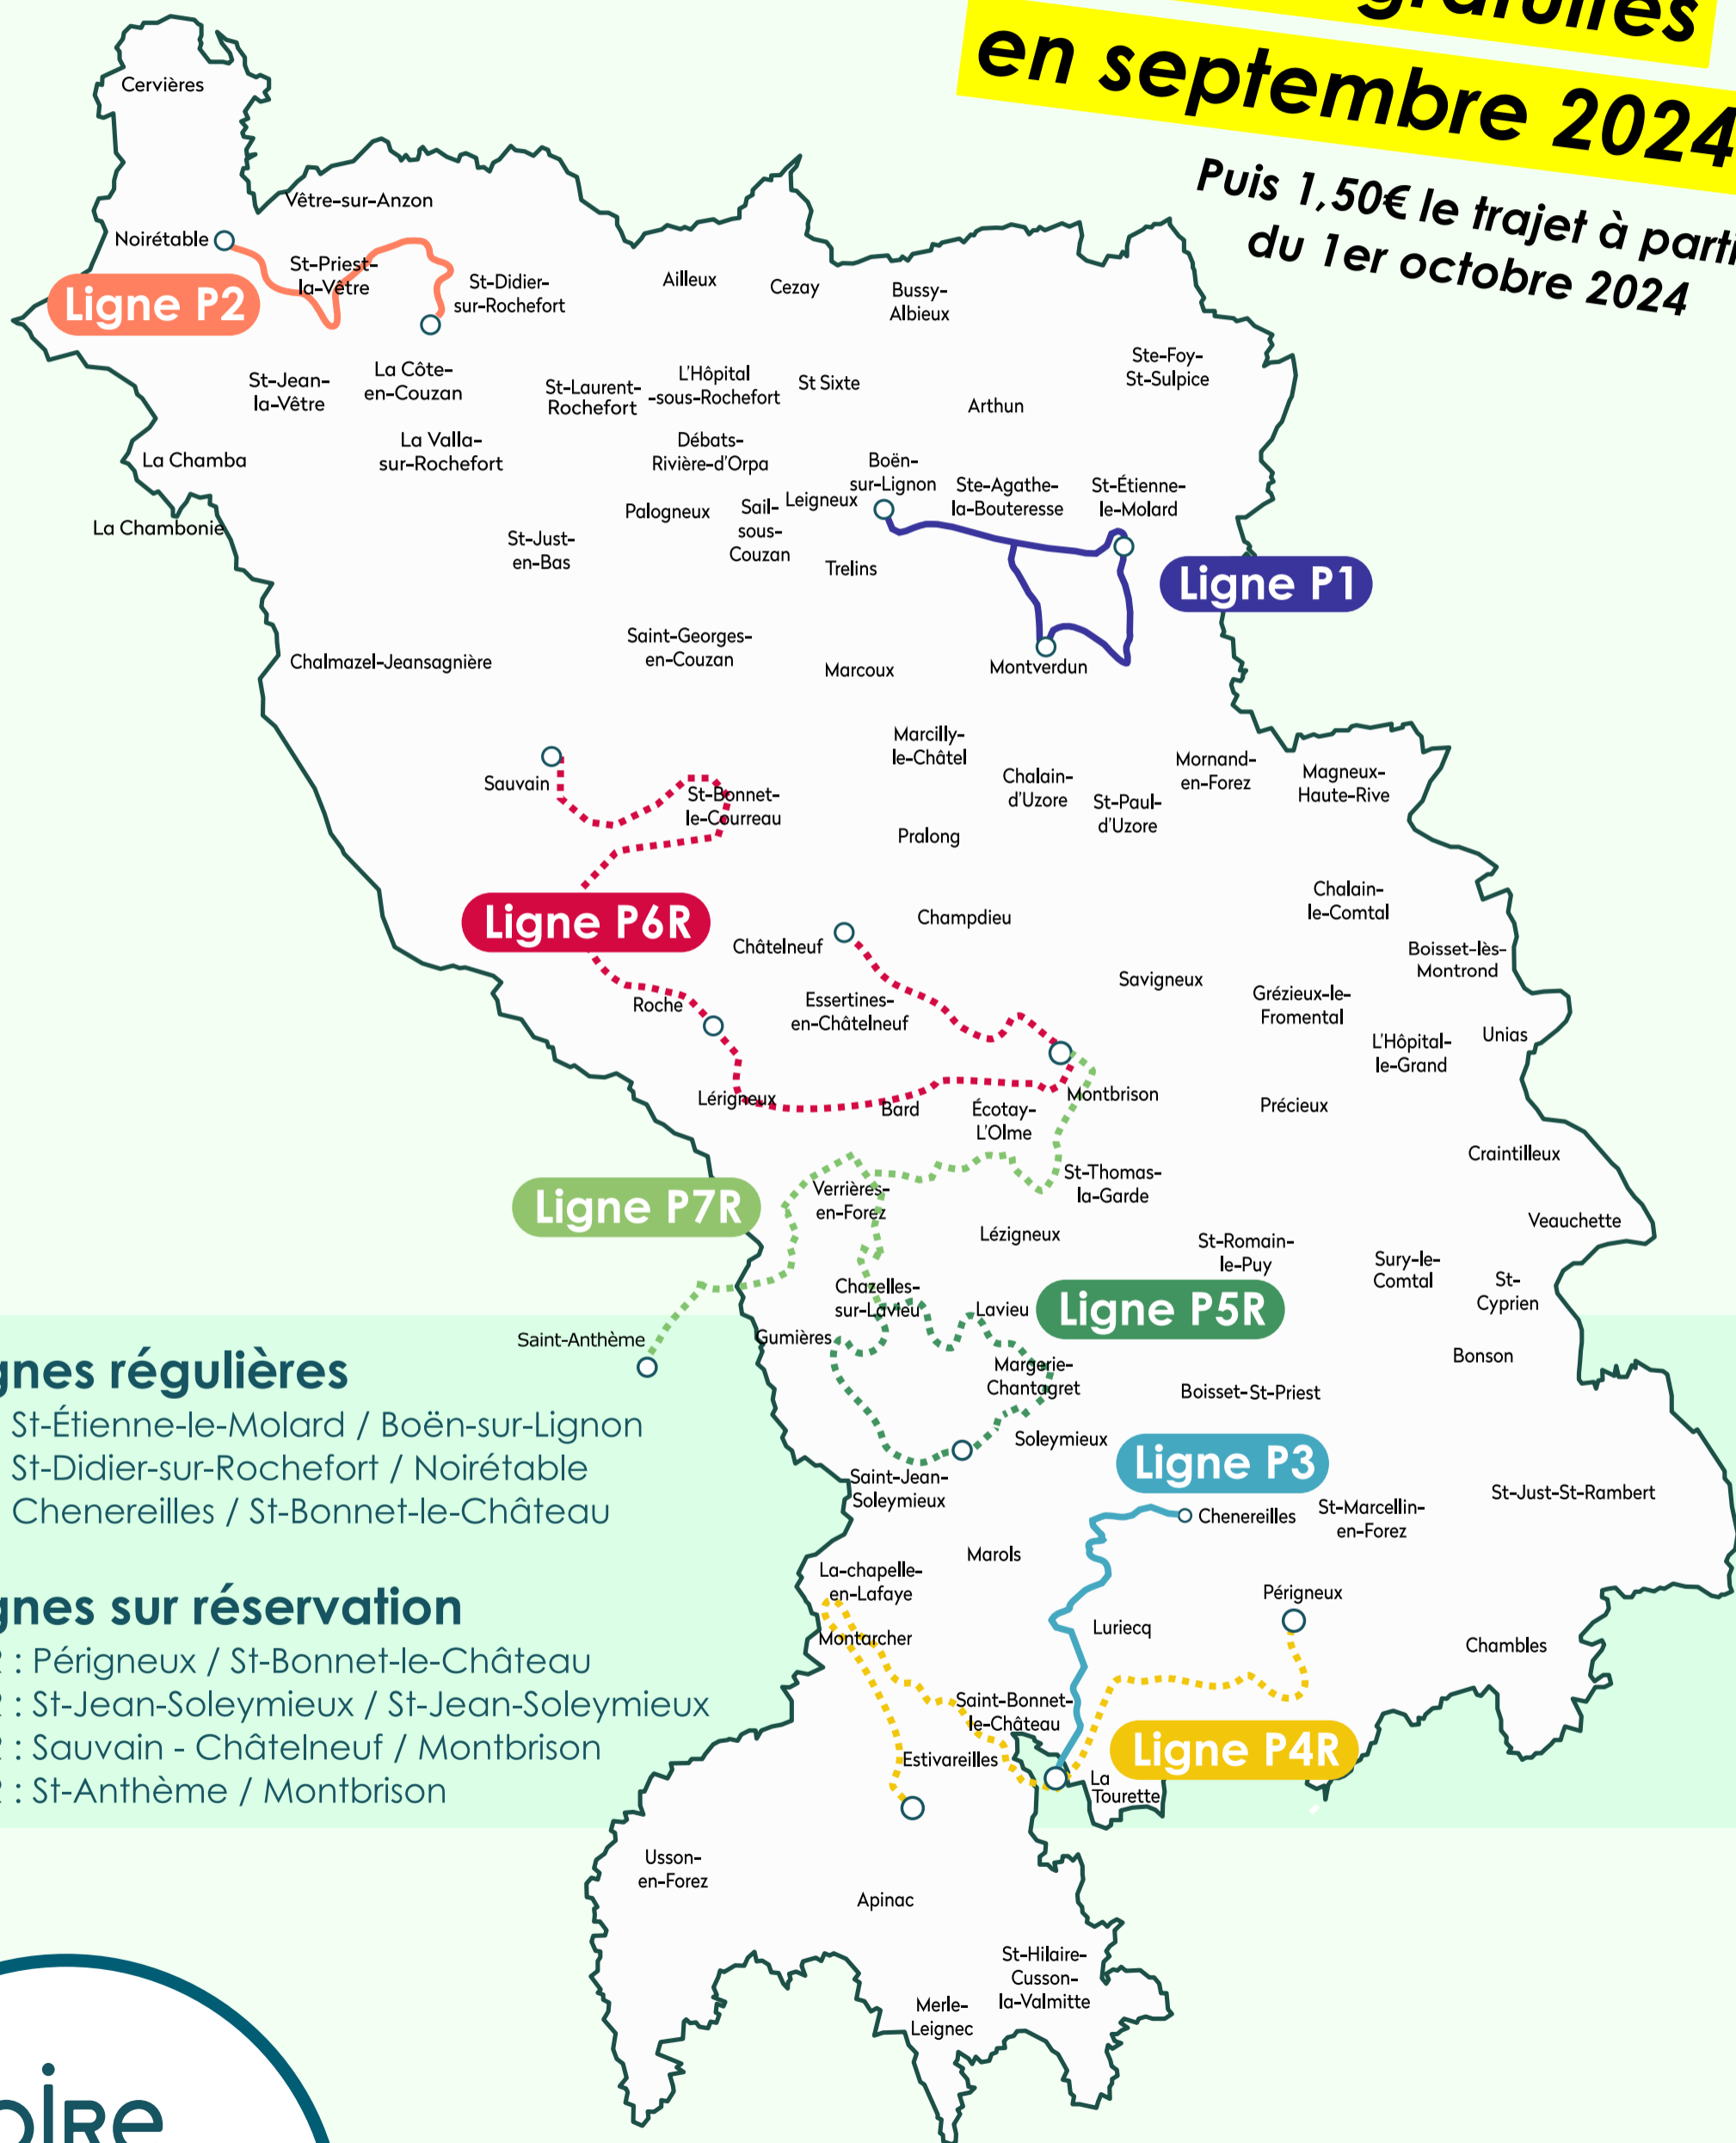 en septembre 2024
Puis 1,50€ le trajet à
du 1er octobre 2024
Cervières
Vêtre-sur-Anzon
Noirétable
St-Priest-
la-Vêtre
Ligne P2
St-Didier-
sur-Rochefort
Ailleux
Cezay
Bussy-
Albieux
Ste-Foy-
St-Sulpice
St-Jean-
la-Vêtre
La Côte-
en-Couzan
St-Laurent-
Rochefort
L'Hôpital
-sous-Rochefort
St Sixte
Arthun
La Chamba
La Valla-
sur-Rochefort
Débats-
Rivière-d'Orpa
Boën-
sur-Lignon
Ste-Agathe-
la-Bouteresse
St-Étienne-
le-Molard
La Chambonie
Palogneux
Sail-
sous-
Couzan
Leigneux
St-Just-
en-Bas
Trelins
Ligne P1
Chalmazel-Jeansagnière
Saint-Georges-
en-Couzan
Marcoux
Montverdun
Marcilly-
le-Châtel
Sauvain
St-Bonnet-
le-Courreau
Chalain-
d'Uzore
St-Paul-
d'Uzore
Mornand-
en-Forez
Magneux-
Haute-Rive
Pralong
Ligne P6R
Châtelneuf
Champdieu
Chalain-
le-Comtal
Boisset-lès-
Montrond
Roche
Essertines-
en-Châtelneuf
Savigneux
Grézieux-le-
Fromental
L'Hôpital-
le-Grand
Unias
Lérigneux
Bard
Écotay-
L'Olme
Montbrison
Précieux
Craintilleux
Ligne P7R
Verrières-
en-Forez
St-Thomas-
la-Garde
Lézigneux
Veauchette
St-Romain-
le-Puy
Sury-le-
Comtal
St-
Cyprien
Chazelles-
sur-Lavieu
Lavieu
Ligne P5R
Saint-Anthème
Gumières
Margerie-
Chantagret
Boisset-St-Priest
Bonson
gnes régulières
St-Étienne-le-Molard / Boën-sur-Lignon
St-Didier-sur-Rochefort / Noirétable
Chenereilles / St-Bonnet-le-Château
Soleymieux
Ligne P3
Saint-Jean-
Soleymieux
Chenereilles
St-Marcellin-
en-Forez
St-Just-St-Rambert
Marols
La-chapelle-
en-Lafaye
Périgneux
Montarcher
Luriecq
Chambles
gnes sur réservation
: Périgneux / St-Bonnet-le-Château
: St-Jean-Soleymieux / St-Jean-Soleymieux
: Sauvain - Châtelneuf / Montbrison
: St-Anthème / Montbrison
Saint-Bonnet-
le-Château
Estivareilles
Ligne P4R
La
Tourette
Usson-
en-Forez
Apinac
St-Hilaire-
Cusson-
la-Valmitte
Merle-
Leignec